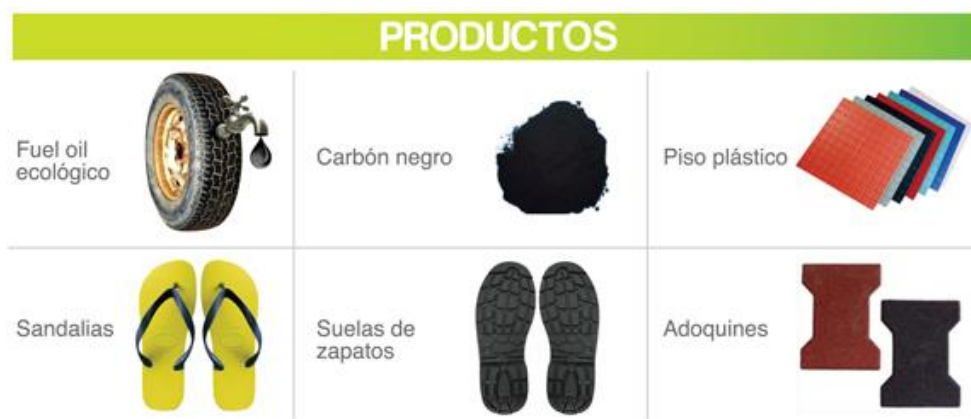 PRODUCTOS
Fuel oil
ecológico
Carbón negro
Piso plástico
Sandalias
Suelas de
zapatos
Adoquines